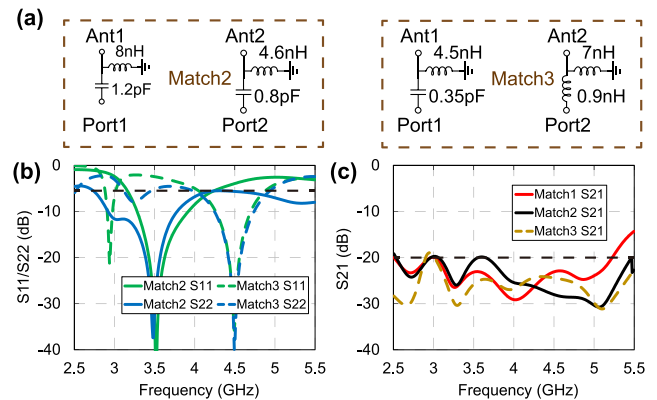 (a)
Ant1 Ant2 Ant1 Ant2
8nH 4.6nH 4.5nH 7nH
Match2 Match3
1.2pF 0.8pF 0.35pF 0.9nH
Port1 Port2 Port1 Port2
(b)
0
-10
-20
-30
-40
S11/S22 (dB)
Match2 S11 Match3 S11
Match2 S22 Match3 S22
2.5 3 3.5 4 4.5 5 5.5
Frequency (GHz)
(c)
0
-10
-20
-30
-40
S21 (dB)
Match1 S21
Match2 S21
Match3 S21
2.5 3 3.5 4 4.5 5 5.5
Frequency (GHz)